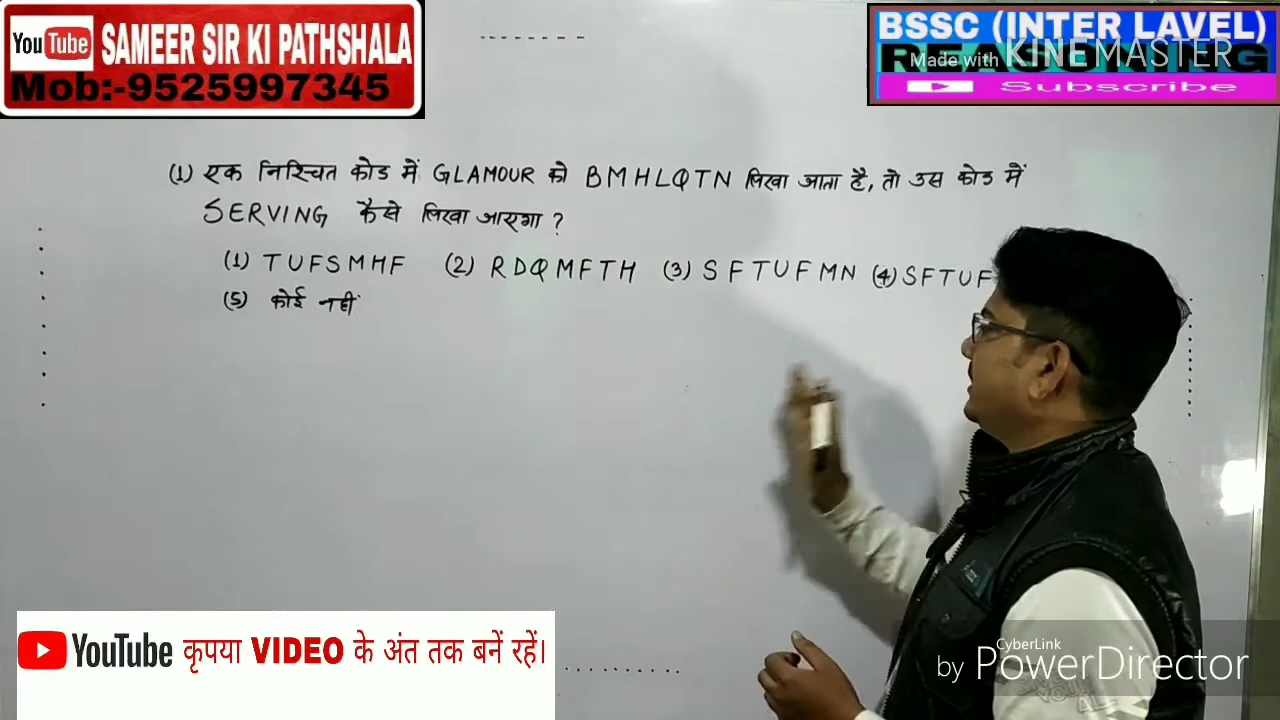 YouTube SAMEER SIR KI PATHSHALA
Mob:-9525997345
BSSC (INTER LAVEL)
REASONING
Made with KINEMASTER
Subscribe
(1) एक निश्चित कोड में GLAMOUR को BMHLQTN लिखा जाता है, तो उस कोड में
SERVING कैसे लिखा जाएगा ?
(1) TUFSMHF (2) RDQMFTH (3) SFTUFMN (4) SFTUF
(5) कोई नहीं
YouTube कृपया VIDEO के अंत तक बनें रहें।
CyberLink
by PowerDirector